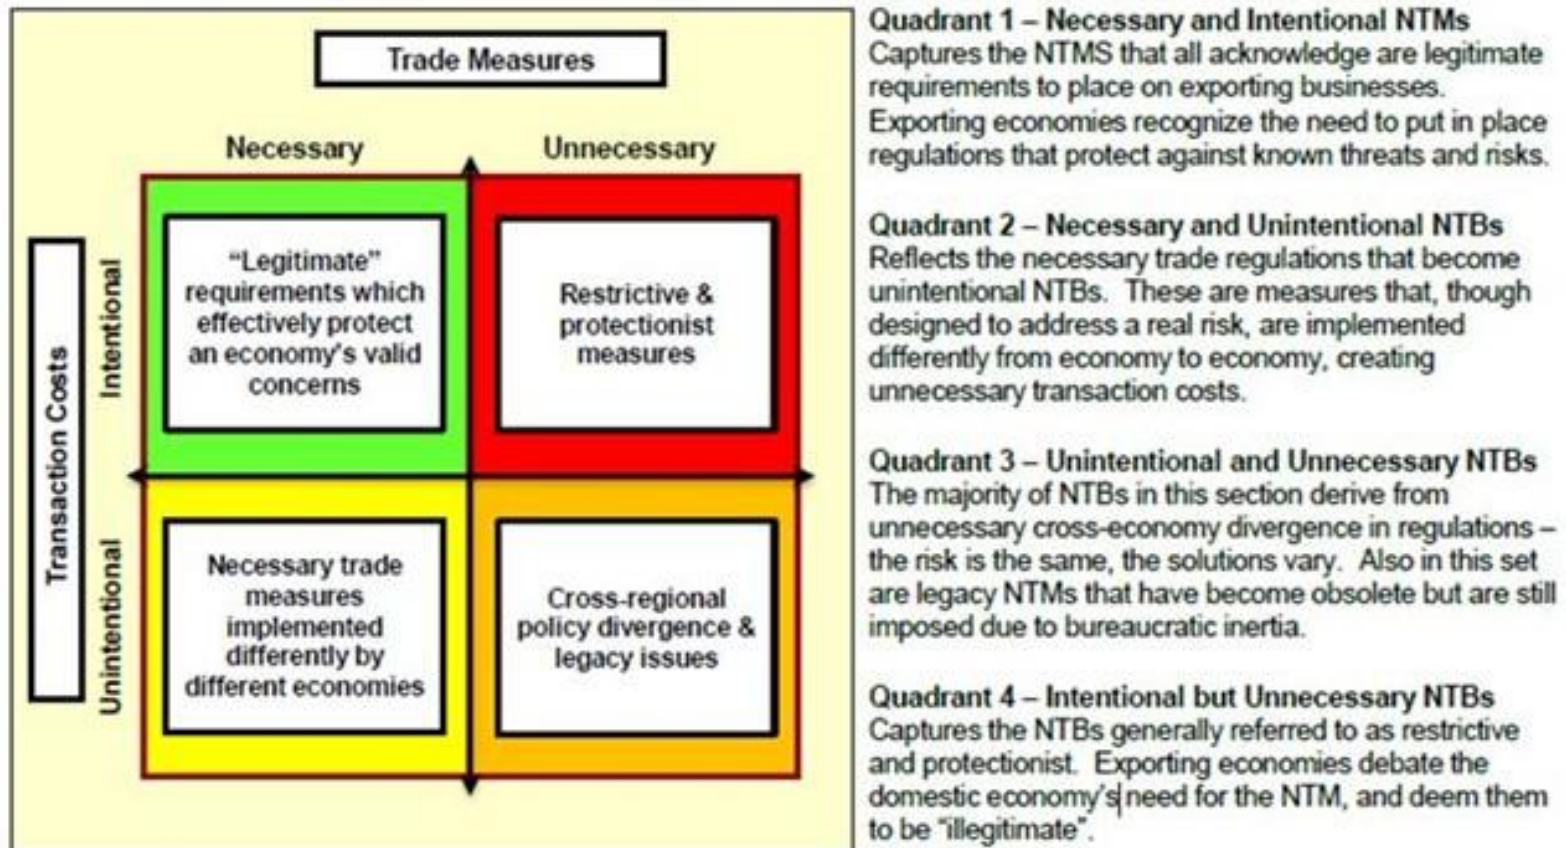 Trade Measures
Necessary
Unnecessary
Transaction Costs
Intentional
Unintentional
“Legitimate”
requirements which
effectively protect
an economy's valid
concerns
Restrictive &
protectionist
measures
Necessary trade
measures
implemented
differently by
different economies
Cross-regional
policy divergence &
legacy issues
Quadrant 1 – Necessary and Intentional NTMs
Captures the NTMS that all acknowledge are legitimate
requirements to place on exporting businesses.
Exporting economies recognize the need to put in place
regulations that protect against known threats and risks.
Quadrant 2 – Necessary and Unintentional NTBs
Reflects the necessary trade regulations that become
unintentional NTBs. These are measures that, though
designed to address a real risk, are implemented
differently from economy to economy, creating
unnecessary transaction costs.
Quadrant 3 – Unintentional and Unnecessary NTBs
The majority of NTBs in this section derive from
unnecessary cross-economy divergence in regulations –
the risk is the same, the solutions vary. Also in this set
are legacy NTMs that have become obsolete but are still
imposed due to bureaucratic inertia.
Quadrant 4 – Intentional but Unnecessary NTBs
Captures the NTBs generally referred to as restrictive
and protectionist. Exporting economies debate the
domestic economy's need for the NTM, and deem them
to be “illegitimate”.